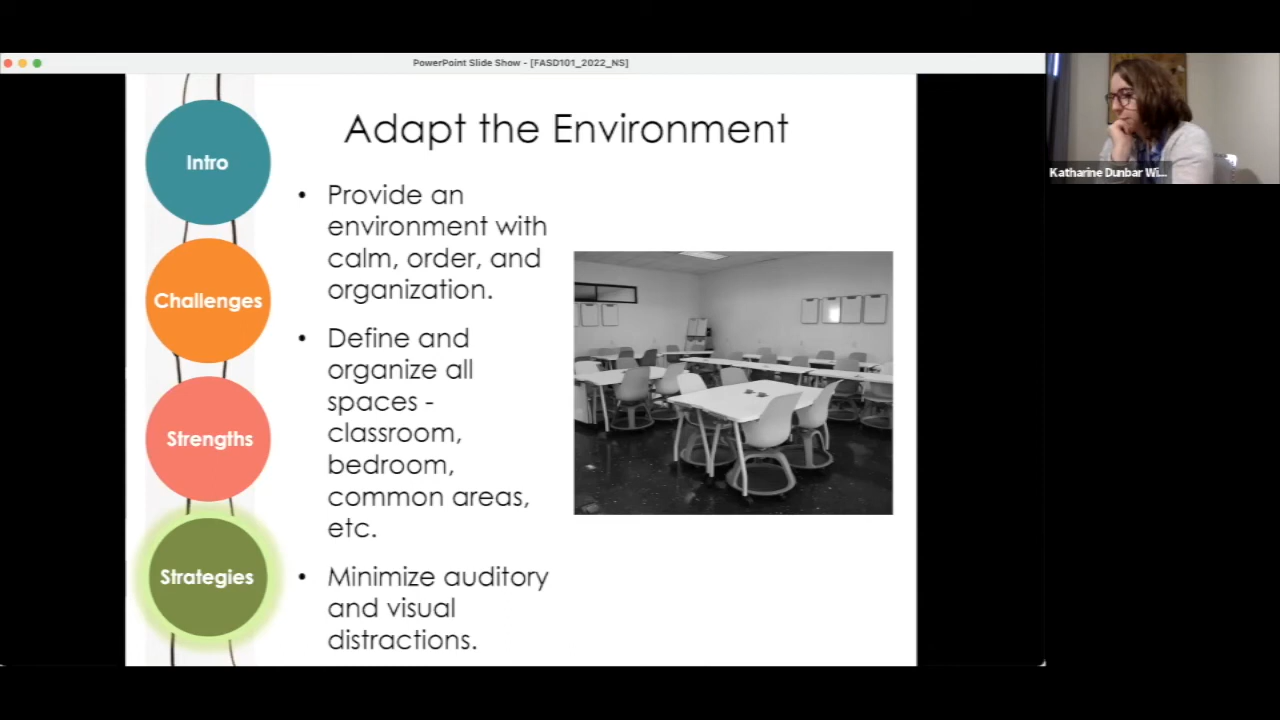 PowerPoint Slide Show - [FASD101_2022_NS]
Adapt the Environment
Intro
Challenges
Strengths
Strategies
• Provide an
environment with
calm, order, and
organization.
• Define and
organize all
spaces -
classroom,
bedroom,
common areas,
etc.
• Minimize auditory
and visual
distractions.
Katharine Dunbar Wi...